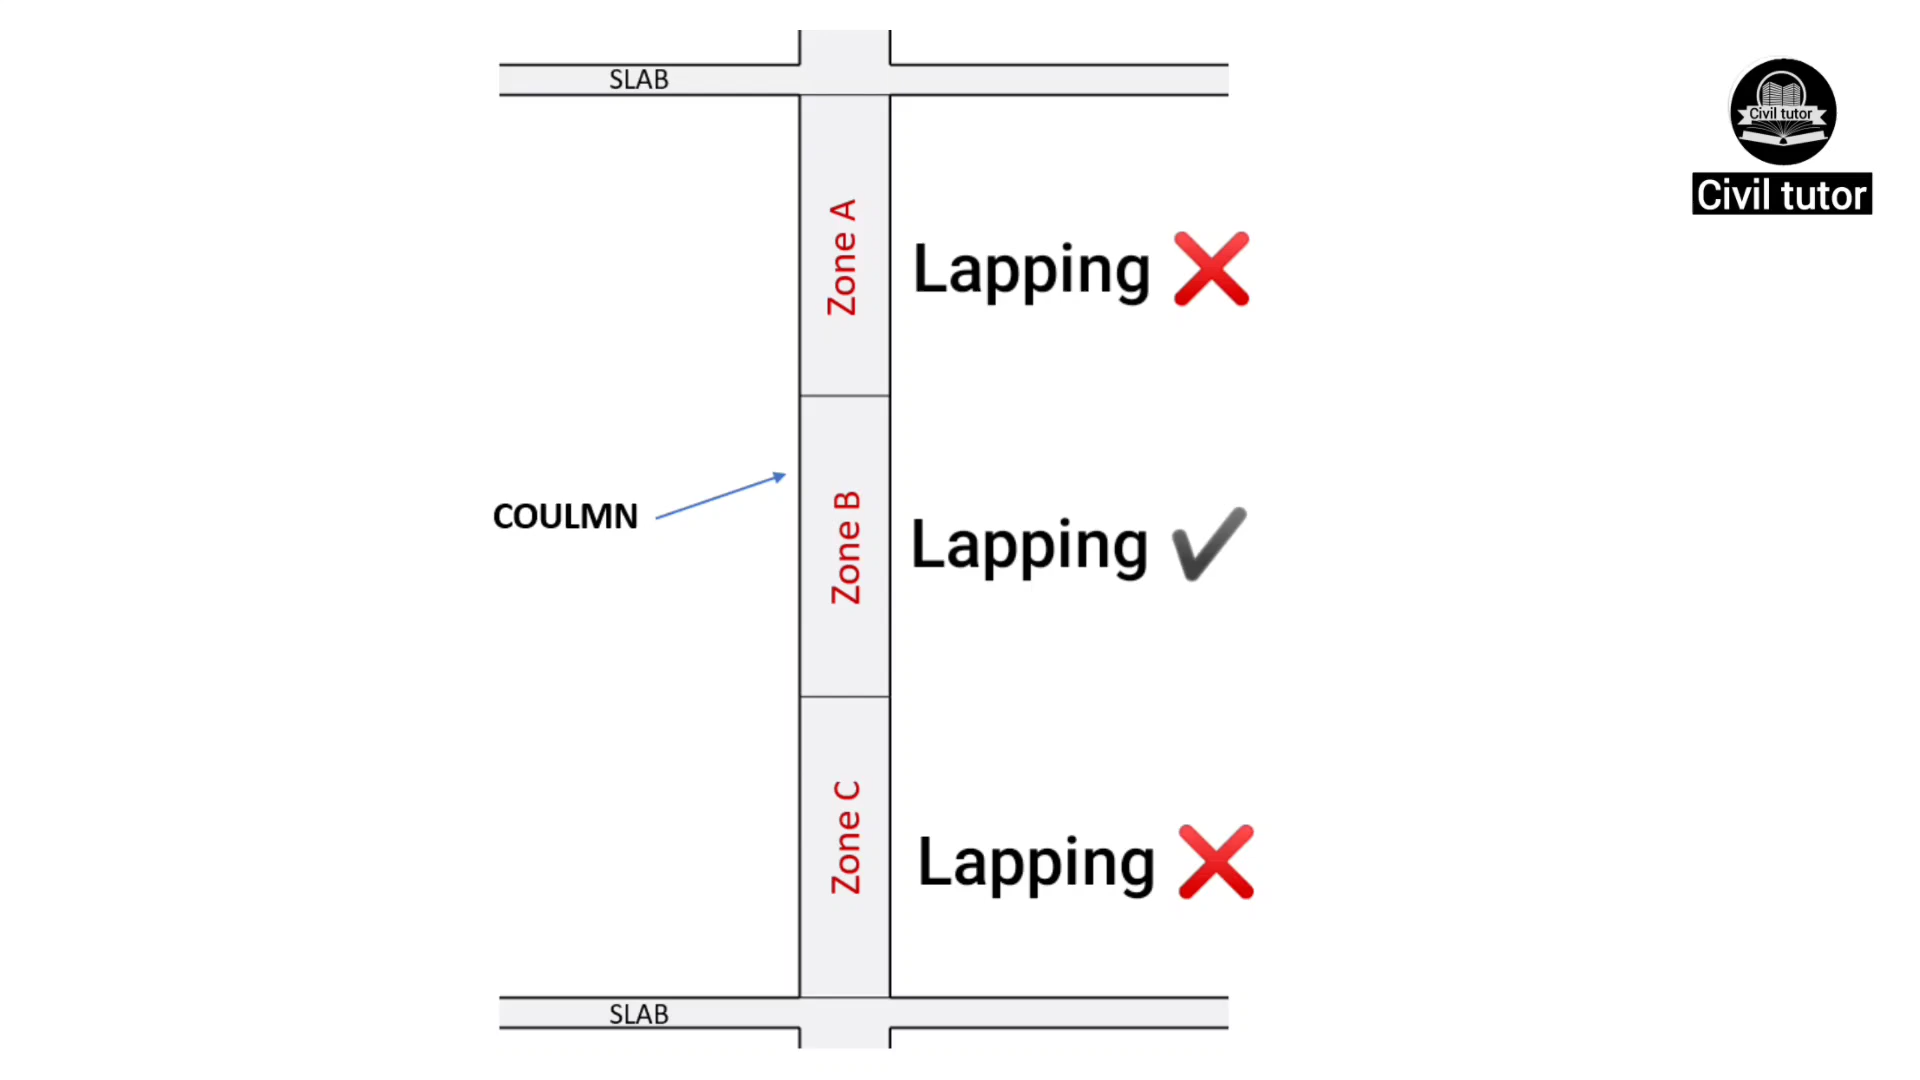 SLAB
Civil tutor
Civil tutor
Zone A
Lapping ❌
COULMN
Zone B
Lapping ✔
Zone C
Lapping ❌
SLAB